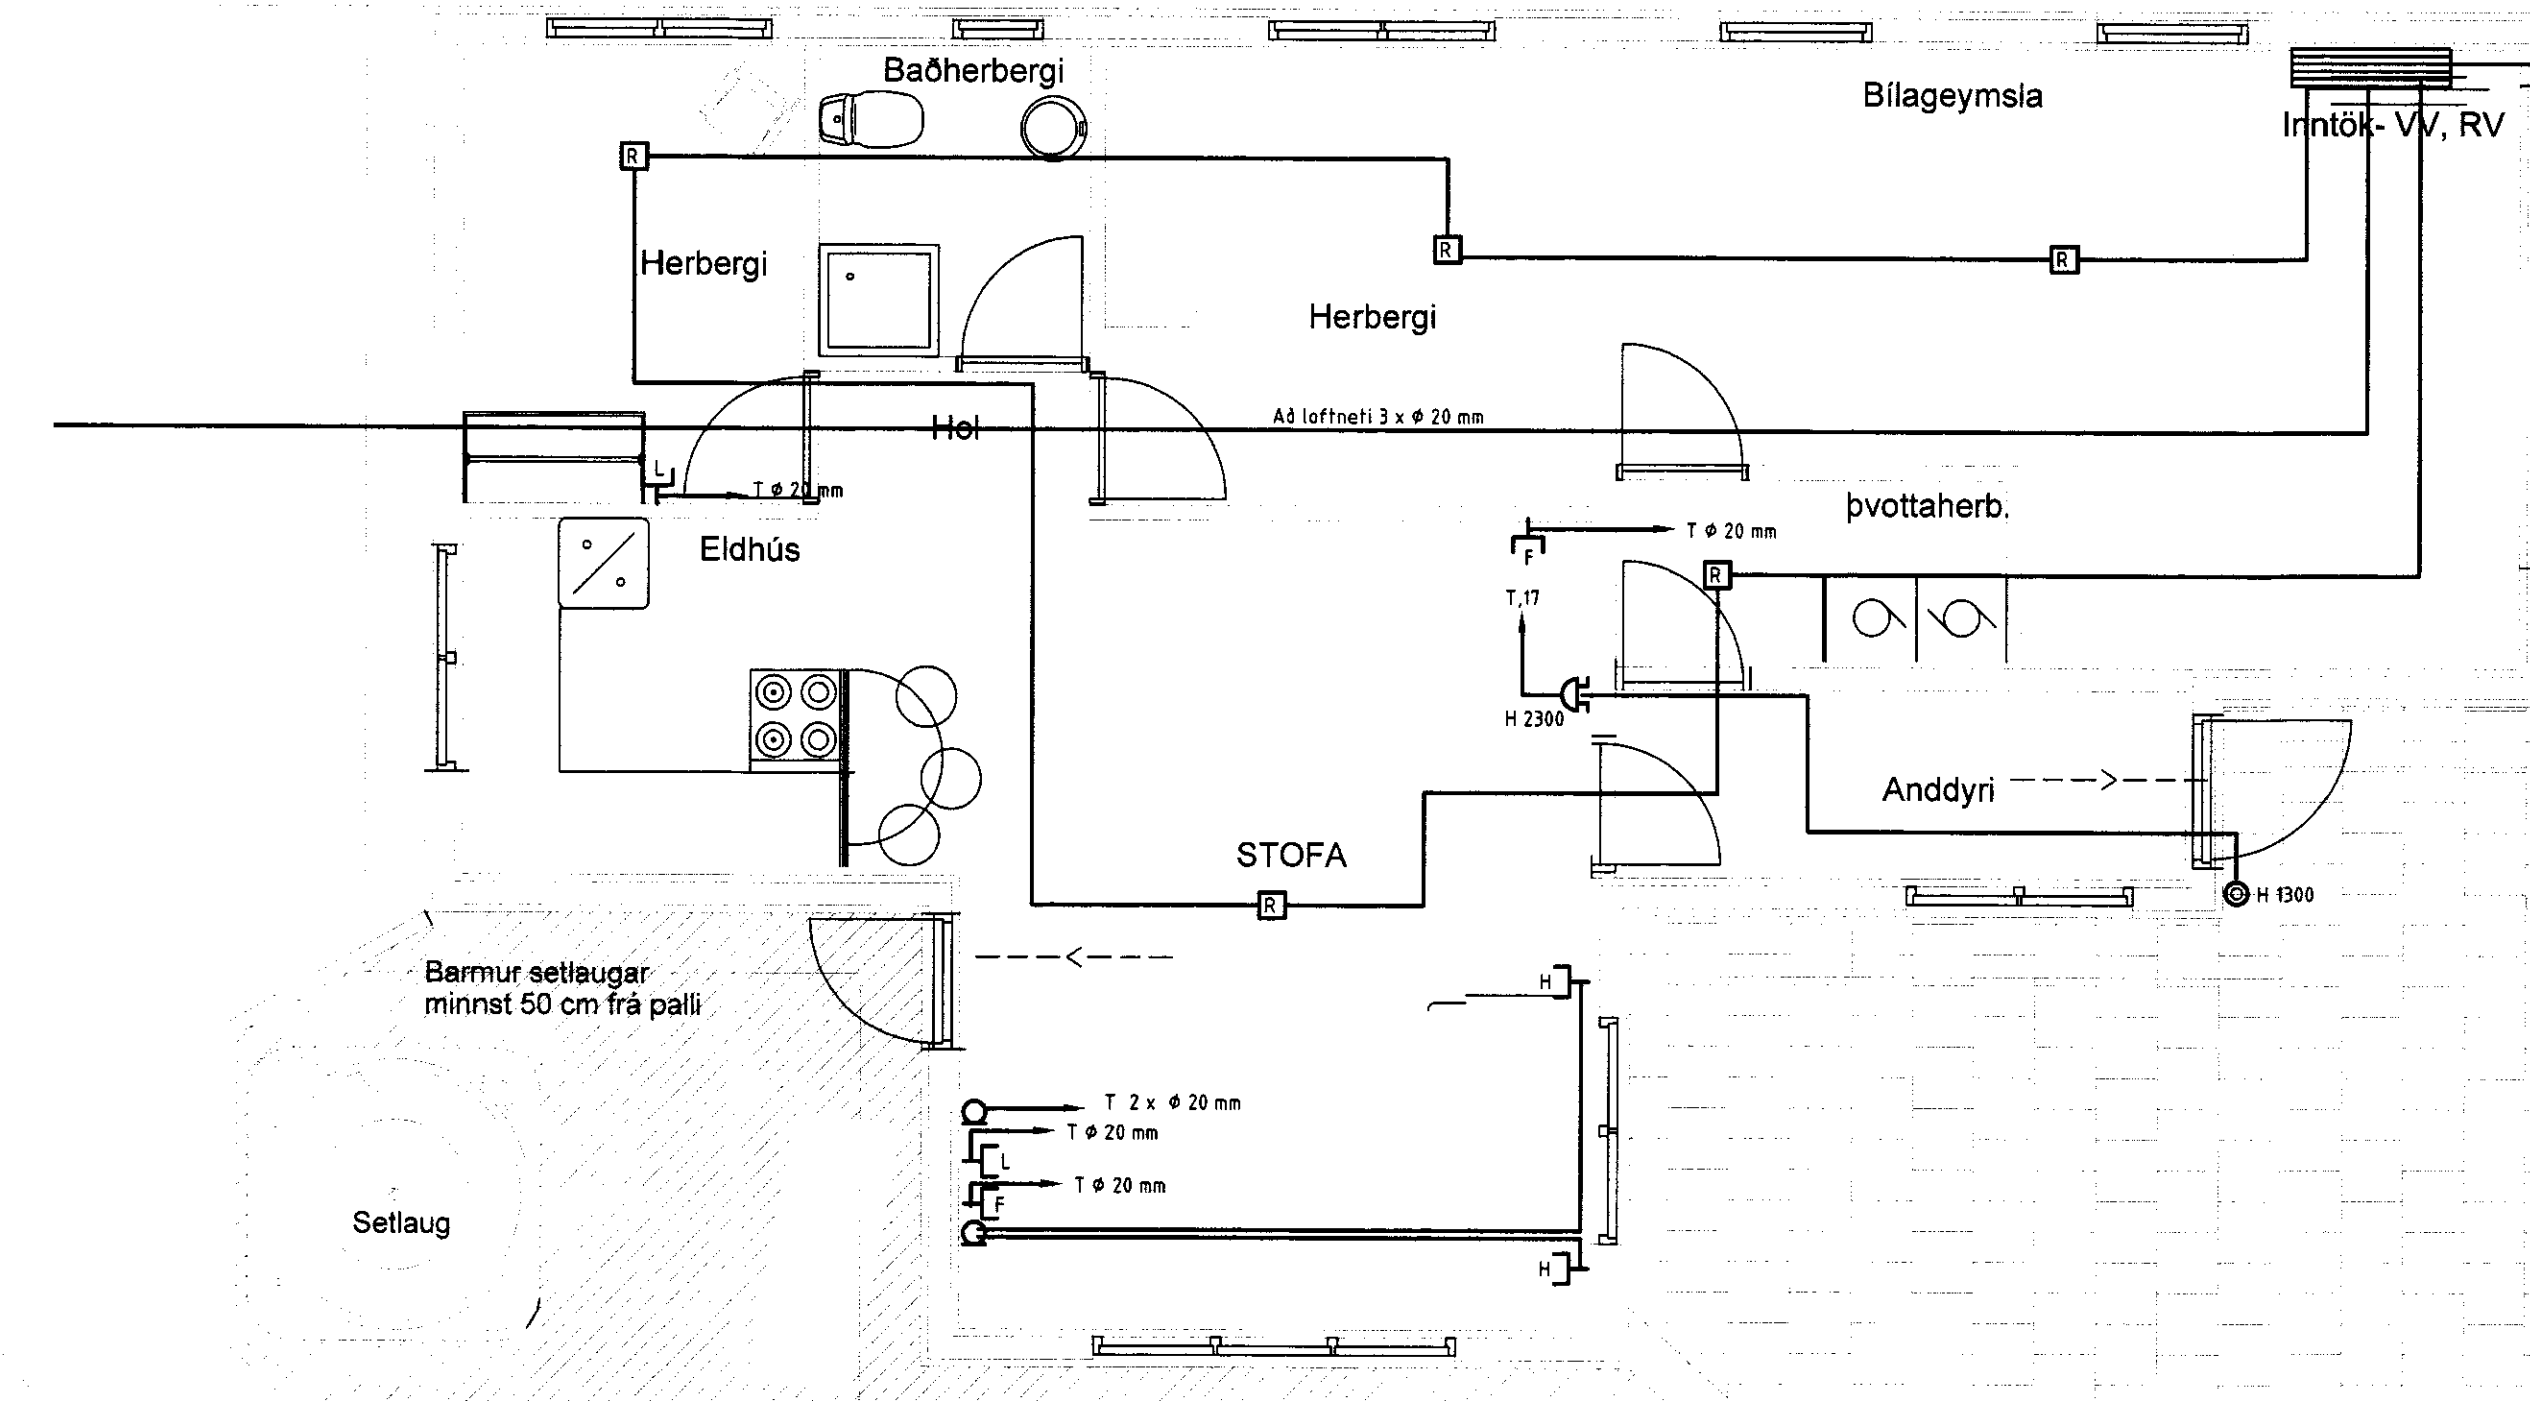 Baðherbergi
Bílageymsla
Inntök- VV, RV
R
Herbergi
R
R
Herbergi
Að loftneti 3 x ø 20 mm
Hol
L
T ø 20 mm
Eldhús
þvottaherb.
T ø 20 mm
F
R
T,17
H 2300
Anddyri
STOFA
R
H 1300
Barmur setlaugar
minnst 50 cm frá palli
H
T 2 x ø 20 mm
T ø 20 mm
L
T ø 20 mm
F
Setlaug
H